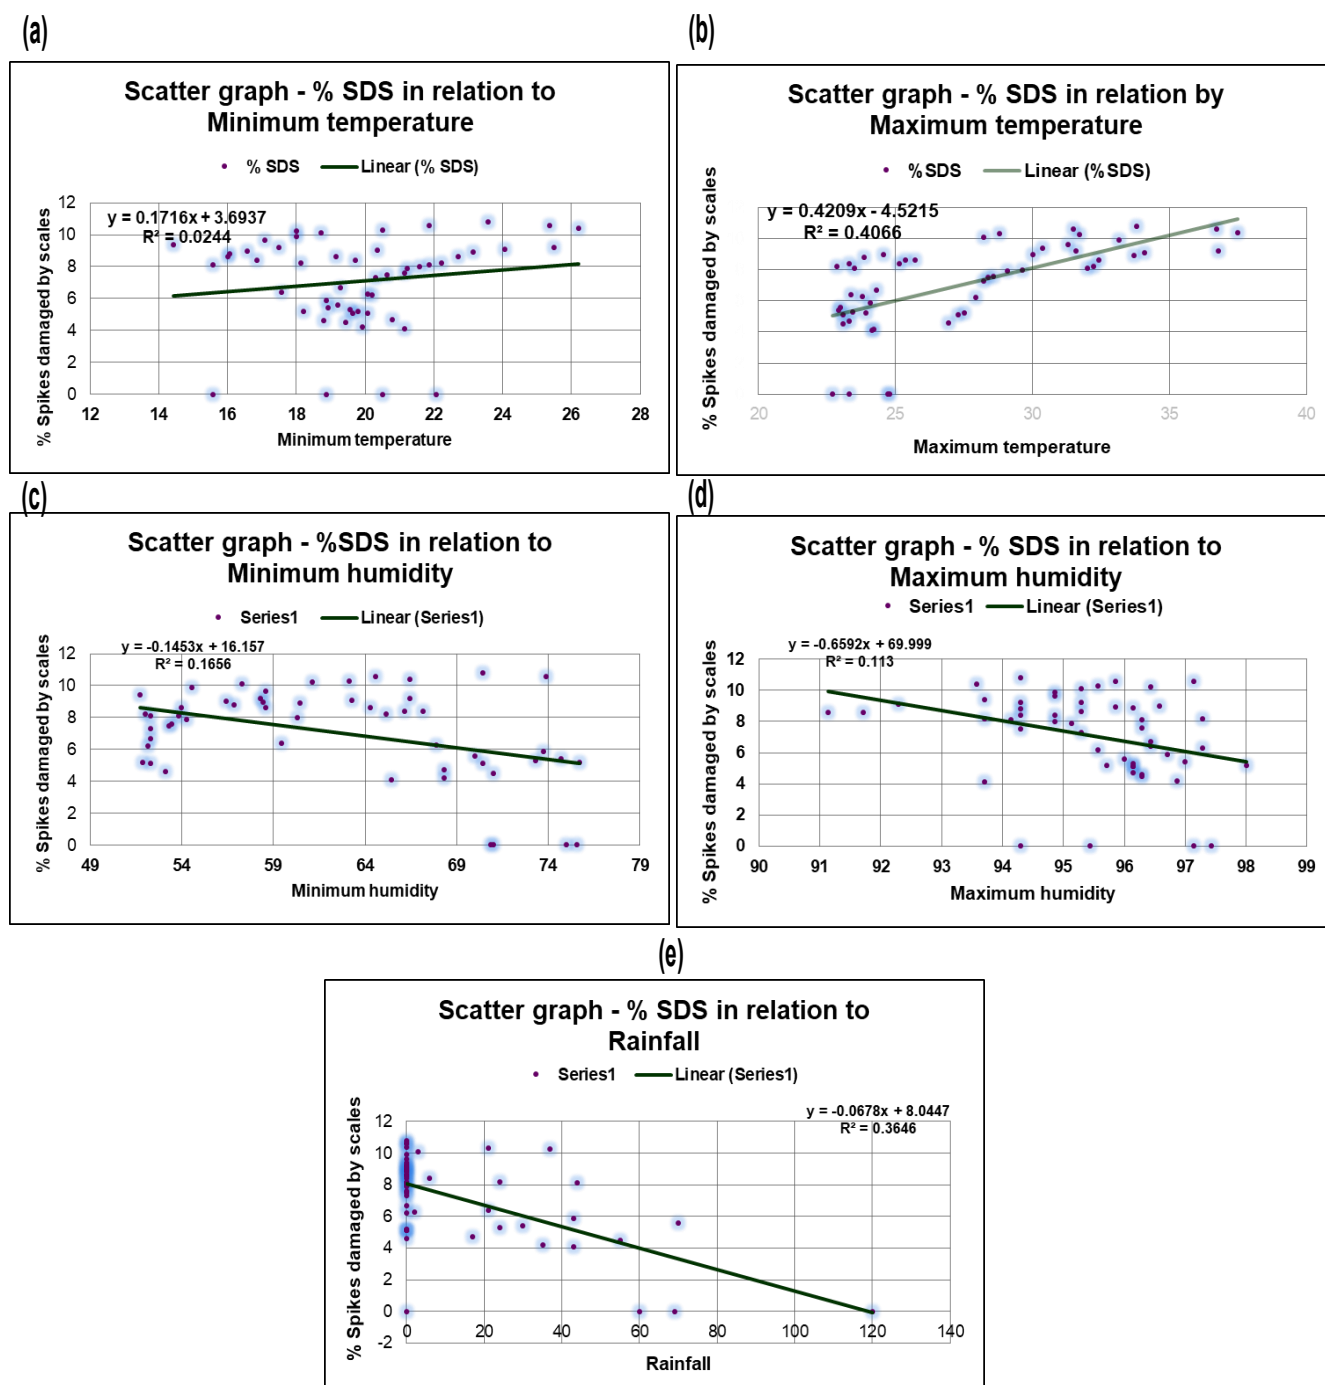 (a)
Scatter graph - % SDS in relation to
Minimum temperature
% SDS
Linear (% SDS)
y = 0.1716x + 3.6937
R² = 0.0244
% Spikes damaged by scales
12
10
8
6
4
2
0
12 14 16 18 20 22 24 26 28
Minimum temperature
(b)
Scatter graph - % SDS in relation by
Maximum temperature
%SDS
Linear (%SDS)
y = 0.4209x - 4.5215
R² = 0.4066
% Spikes damaged by scales
20 25 30 35 40
Maximum temperature
(c)
Scatter graph - %SDS in relation to
Minimum humidity
Series1
Linear (Series1)
y = -0.1453x + 16.157
R² = 0.1656
% Spikes damaged by scales
12
10
8
6
4
2
0
49 54 59 64 69 74 79
Minimum humidity
(d)
Scatter graph - % SDS in relation to
Maximum humidity
Series1
Linear (Series1)
y = -0.6592x + 69.999
R² = 0.113
% Spikes damaged by scales
12
10
8
6
4
2
0
90 91 92 93 94 95 96 97 98 99
Maximum humidity
(e)
Scatter graph - % SDS in relation to
Rainfall
Series1
Linear (Series1)
y = -0.0678x + 8.0447
R² = 0.3646
% Spikes damaged by scales
12
10
8
6
4
2
0
-2
0 20 40 60 80 100 120 140
Rainfall